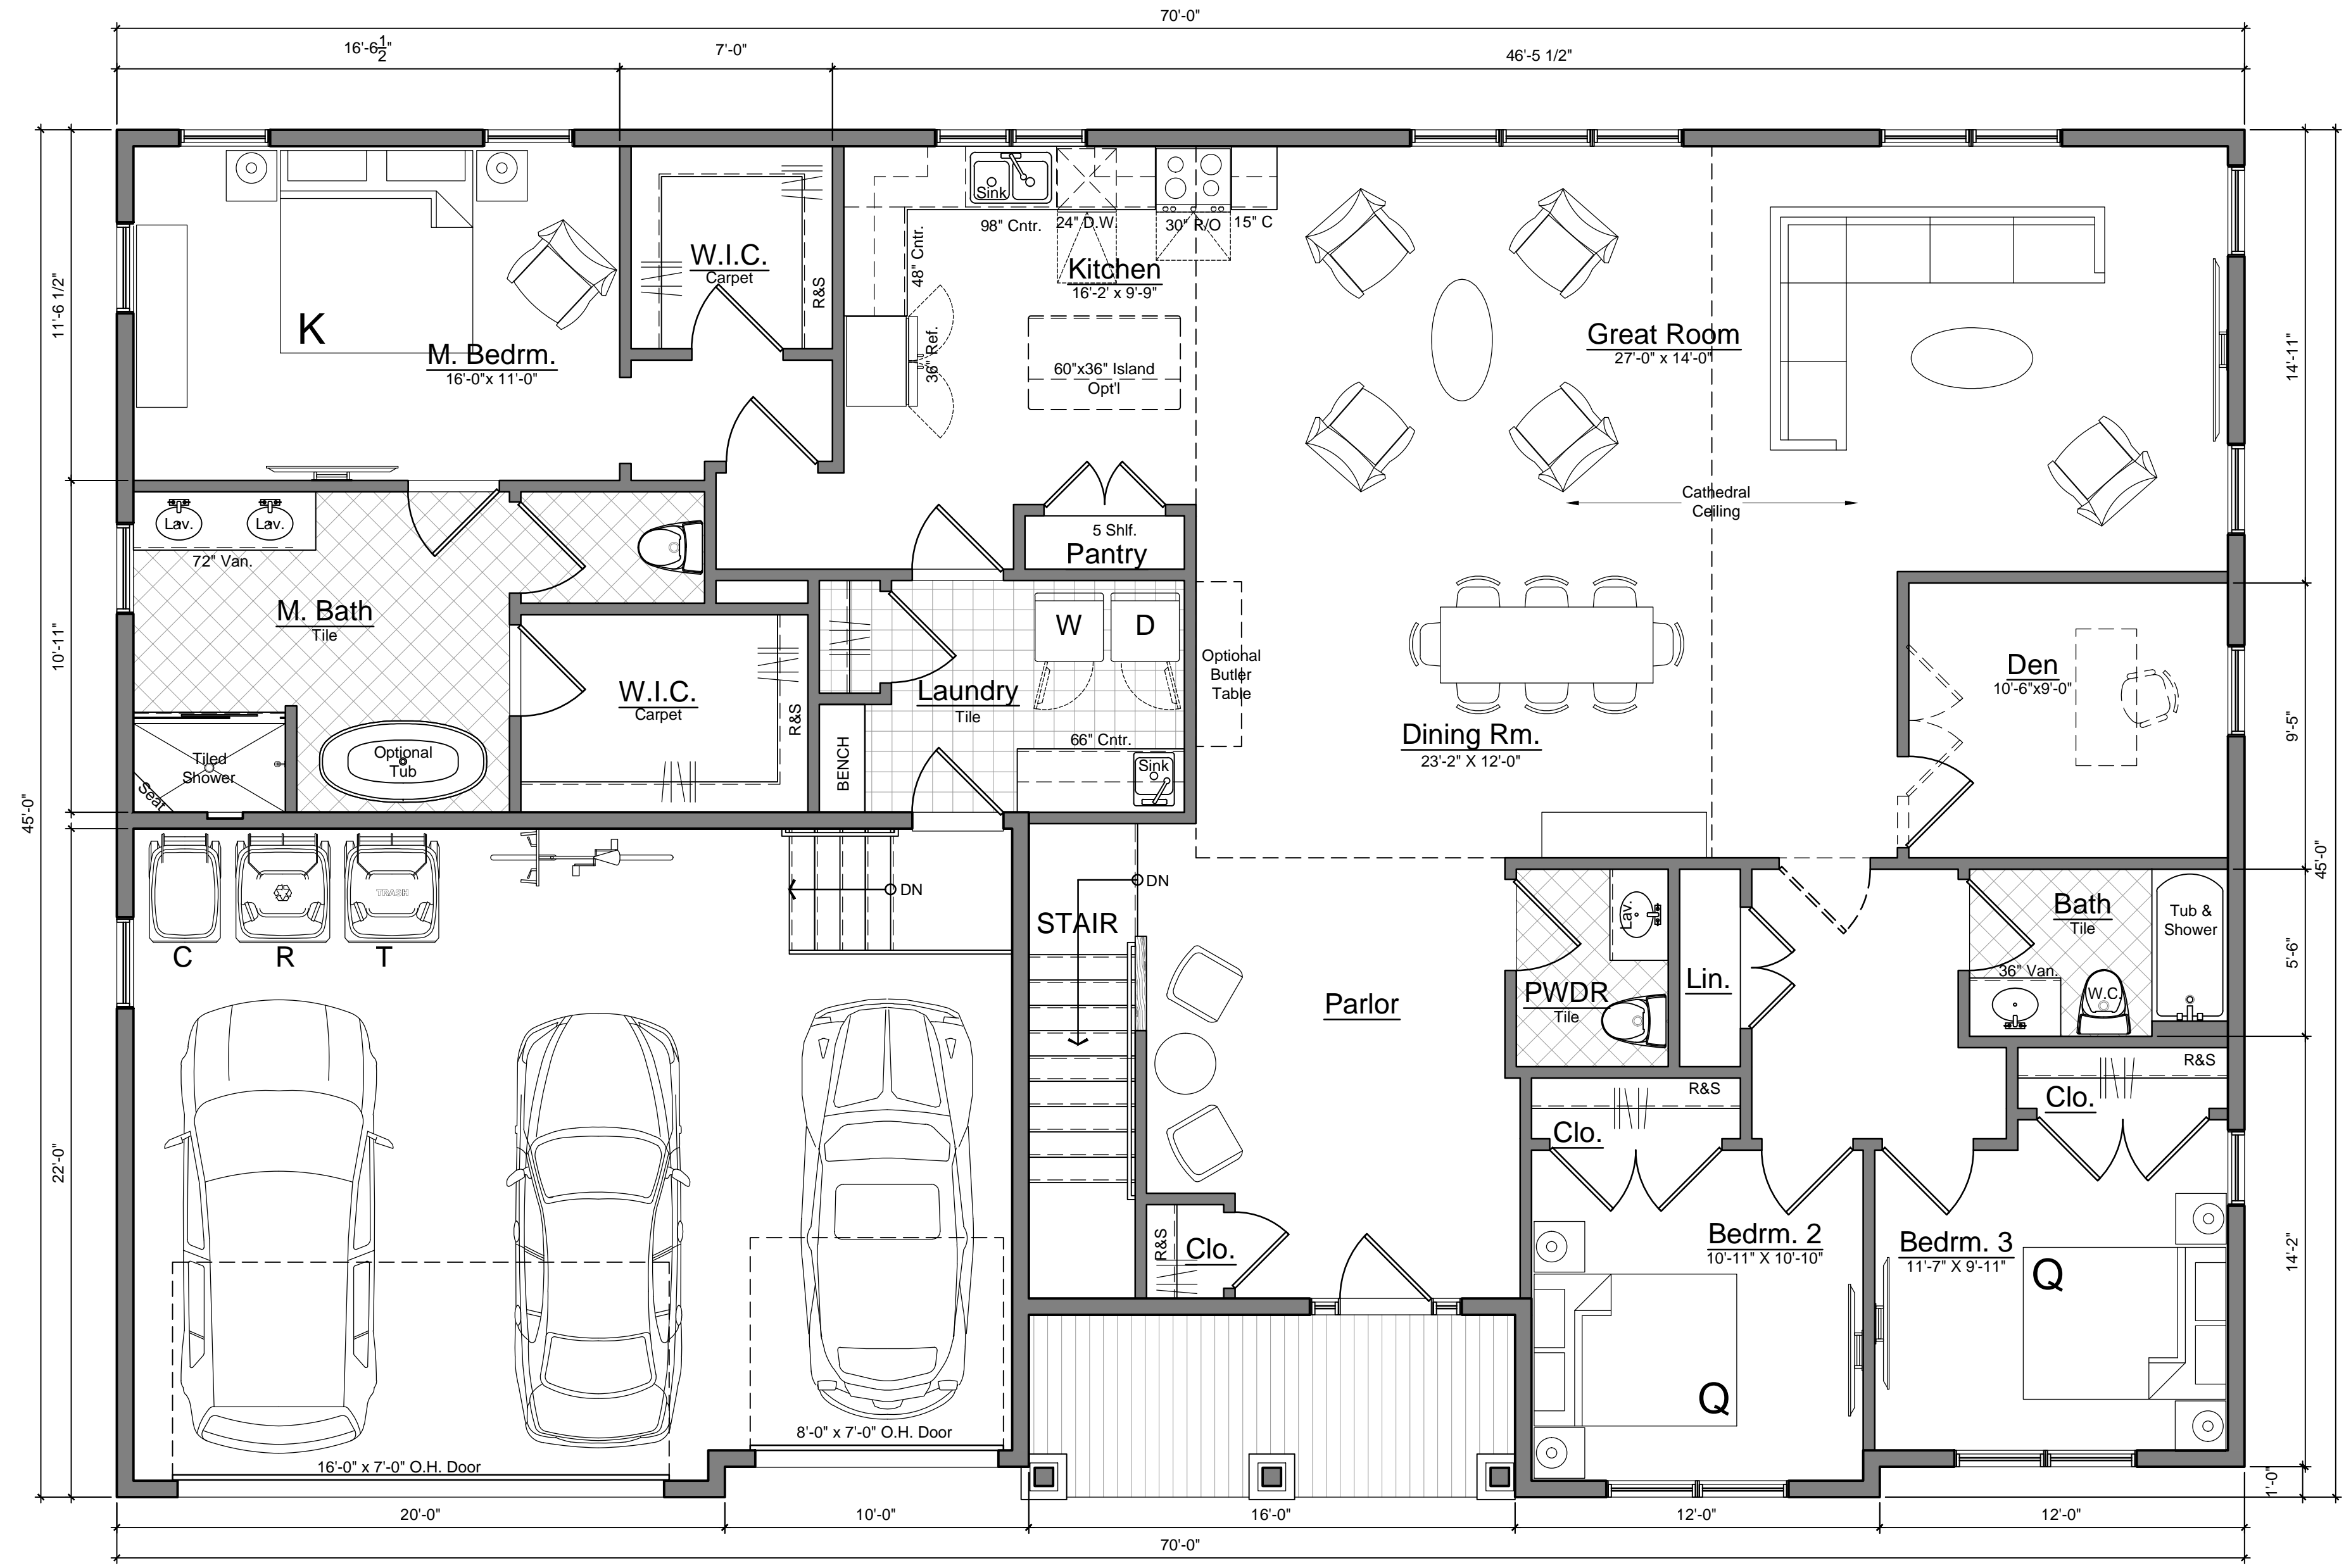 70'-0"
16'-6 1/2"
7'-0"
46'-5 1/2"
Sink
98" Cntr.
24" D.W.
30" R/O
15" C
48" Cntr.
W.I.C.
Carpet
R&S
Kitchen
16'-2' x 9'-9"
11'-6 1/2"
K
M. Bedrm.
16'-0"x 11'-0"
36" Ref.
60"x36" Island
Opt'l
Great Room
27'-0" x 14'-0"
14'-11"
Cathedral
Ceiling
Lav.
Lav.
72" Van.
5 Shlf.
Pantry
M. Bath
Tile
10'-11"
W
D
Optional
Butler
Table
Den
10'-6"x9'-0"
W.I.C.
Carpet
R&S
Laundry
Tile
66" Cntr.
Sink
BENCH
Dining Rm.
23'-2" X 12'-0"
9'-5"
Tiled
Shower
Seat
Optional
Tub
45'-0"
45'-0"
TRASH
C
R
T
DN
DN
STAIR
Lav.
PWDR
Tile
Lin.
Bath
Tile
Tub &
Shower
36" Van.
W.C.
5'-6"
Parlor
R&S
Clo.
R&S
Clo.
22'-0"
R&S
Clo.
Bedrm. 2
10'-11" X 10'-10"
Bedrm. 3
11'-7" X 9'-11"
Q
Q
14'-2"
8'-0" x 7'-0" O.H. Door
16'-0" x 7'-0" O.H. Door
1'-0"
20'-0"
10'-0"
16'-0"
12'-0"
12'-0"
70'-0"